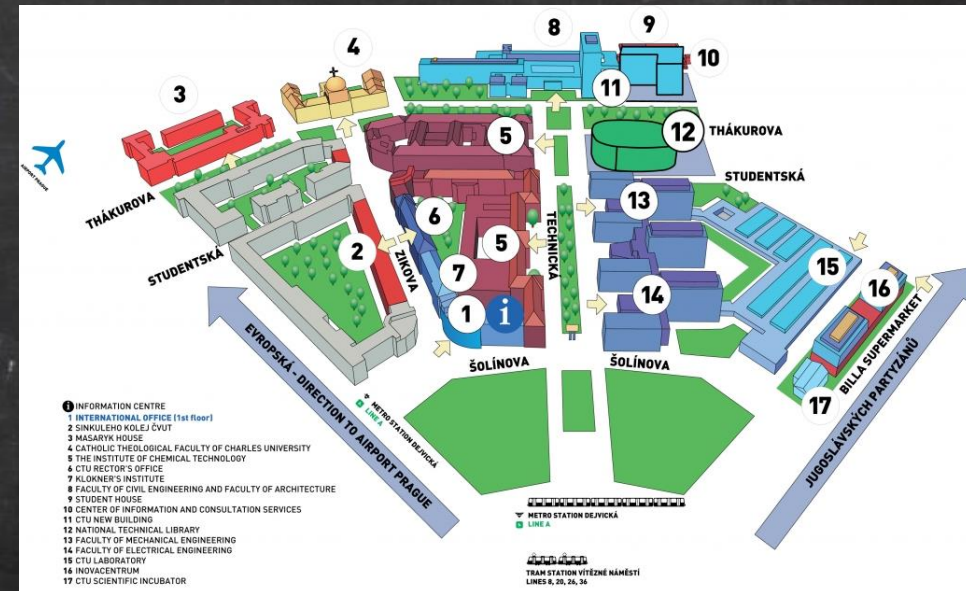 8
9
10
4
11
3
5
12
THÁKUROVA
AIRPORT PRAGUE
STUDENTSKÁ
THÁKUROVA
13
6
TECHNICKÁ
STUDENTSKÁ
2
ZIKOVA
5
15
7
14
16
1
i
BILLA SUPERMARKET
ŠOLÍNOVA
ŠOLÍNOVA
17
EVROPSKÁ - DIRECTION TO AIRPORT PRAGUE
METRO STATION DEJVICKÁ
LINE A
JUGOSLÁVSKÝCH PARTYZÁNŮ
i INFORMATION CENTRE
1 INTERNATIONAL OFFICE (1st floor)
2 SINKULEHO KOLEJ ČVUT
3 MASARYK HOUSE
4 CATHOLIC THEOLOGICAL FACULTY OF CHARLES UNIVERSITY
5 THE INSTITUTE OF CHEMICAL TECHNOLOGY
6 CTU RECTOR'S OFFICE
7 KLOKNER'S INSTITUTE
8 FACULTY OF CIVIL ENGINEERING AND FACULTY OF ARCHITECTURE
9 STUDENT HOUSE
10 CENTER OF INFORMATION AND CONSULTATION SERVICES
11 CTU NEW BUILDING
12 NATIONAL TECHNICAL LIBRARY
13 FACULTY OF MECHANICAL ENGINEERING
14 FACULTY OF ELECTRICAL ENGINEERING
15 CTU LABORATORY
16 INOVACENTRUM
17 CTU SCIENTIFIC INCUBATOR
METRO STATION DEJVICKÁ
LINE A
TRAM STATION VÍTĚZNÉ NÁMĚSTÍ
LINES 8, 20, 26, 36